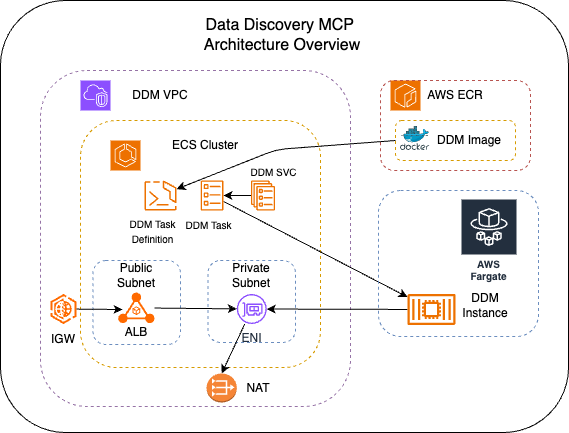 Data Discovery MCP
Architecture Overview
DDM VPC
AWS ECR
ECS Cluster
docker
DDM Image
DDM SVC
DDM Task
Definition
DDM Task
AWS
Fargate
Public
Subnet
Private
Subnet
DDM
Instance
IGW
ALB
ENI
NAT